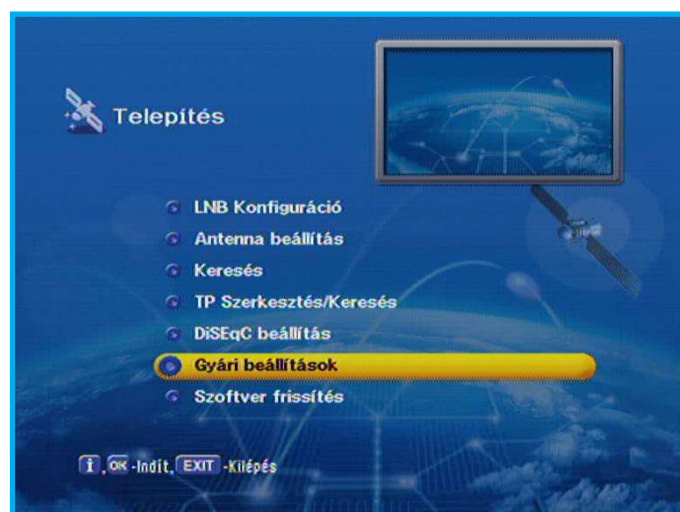 Telepítés
LNB Konfiguráció
Antenna beállítás
Keresés
TP Szerkesztés/Keresés
DiSEqC beállítás
Gyári beállítások
Szoftver frissítés
i , OK -Indít, EXIT -Kilépés